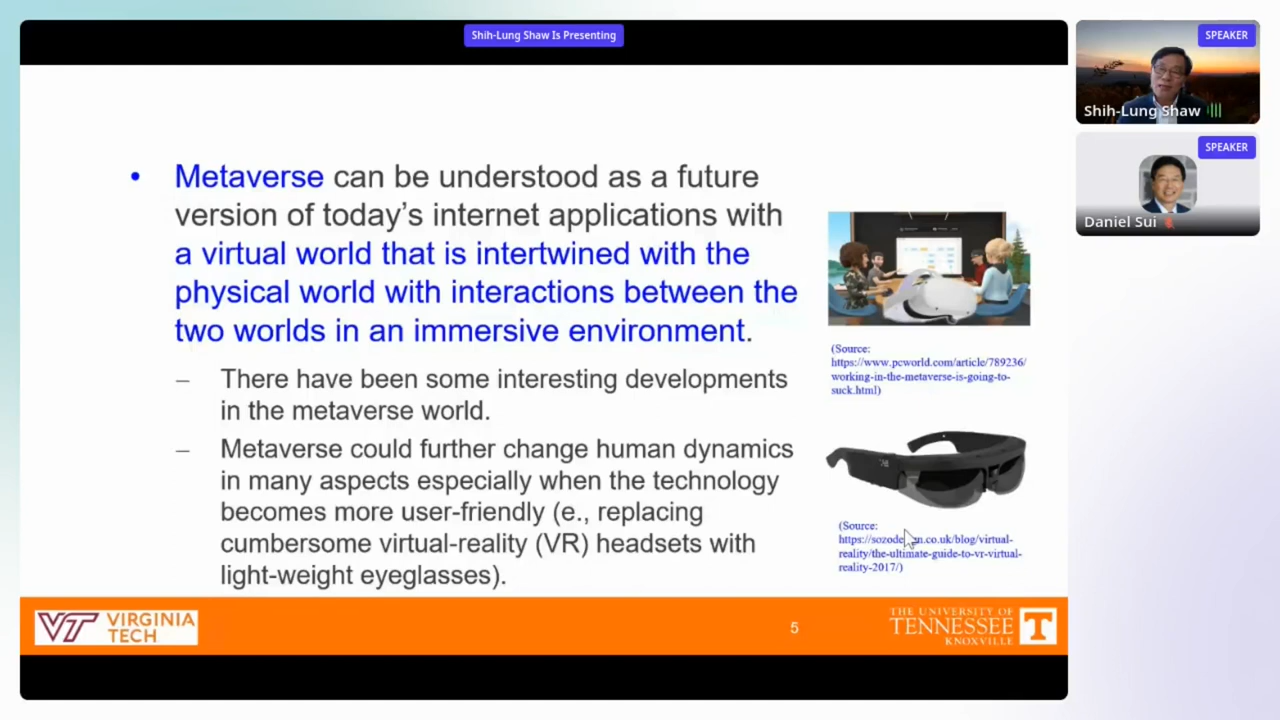 Shih-Lung Shaw Is Presenting
SPEAKER
Shih-Lung Shaw
SPEAKER
Daniel Sui
• Metaverse can be understood as a future
version of today's internet applications with
a virtual world that is intertwined with the
physical world with interactions between the
two worlds in an immersive environment.
– There have been some interesting developments
in the metaverse world.
– Metaverse could further change human dynamics
in many aspects especially when the technology
becomes more user-friendly (e., replacing
cumbersome virtual-reality (VR) headsets with
light-weight eyeglasses).
(Source:
https://www.pcworld.com/article/789236/
working-in-the-metaverse-is-going-to-
suck.html)
(Source:
virtual-
reality/the-ultimate-guide-to-vr-virtual-
reality-2017/)
VT VIRGINIA
TECH
5
THE UNIVERSITY OF
TENNESSEE
KNOXVILLE
T